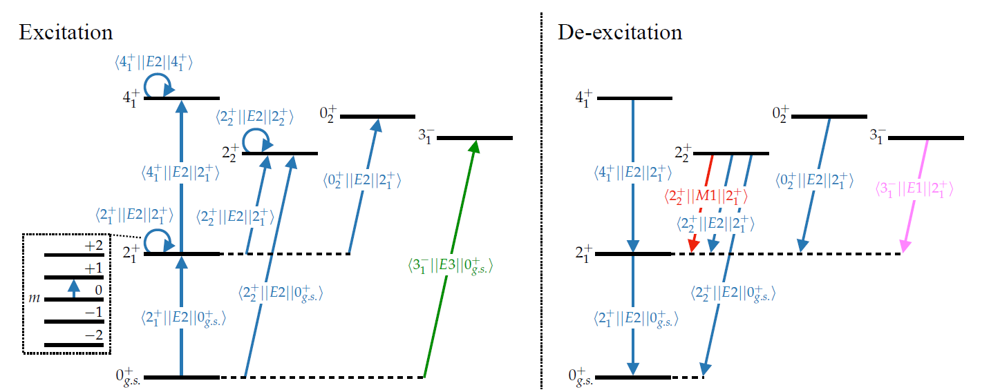 Excitation
De-excitation
⟨4₁⁺||E2||4₁⁺⟩
4₁⁺
⟨2₂⁺||E2||2₂⁺⟩
0₂⁺
3₁⁻
2₂⁺
⟨4₁⁺||E2||2₁⁺⟩
⟨0₂⁺||E2||2₁⁺⟩
⟨2₁⁺||E2||2₁⁺⟩
⟨2₂⁺||E2||2₁⁺⟩
2₁⁺
+2
+1
m
0
−1
−2
⟨3₁⁻||E3||0⁺g.s.⟩
⟨2₂⁺||E2||0⁺g.s.⟩
⟨2₁⁺||E2||0⁺g.s.⟩
0⁺g.s.
4₁⁺
0₂⁺
3₁⁻
2₂⁺
⟨4₁⁺||E2||2₁⁺⟩
⟨0₂⁺||E2||2₁⁺⟩
⟨3₁⁻||E1||2₁⁺⟩
⟨2₂⁺||M1||2₁⁺⟩
⟨2₂⁺||E2||2₁⁺⟩
2₁⁺
⟨2₂⁺||E2||0⁺g.s.⟩
⟨2₁⁺||E2||0⁺g.s.⟩
0⁺g.s.